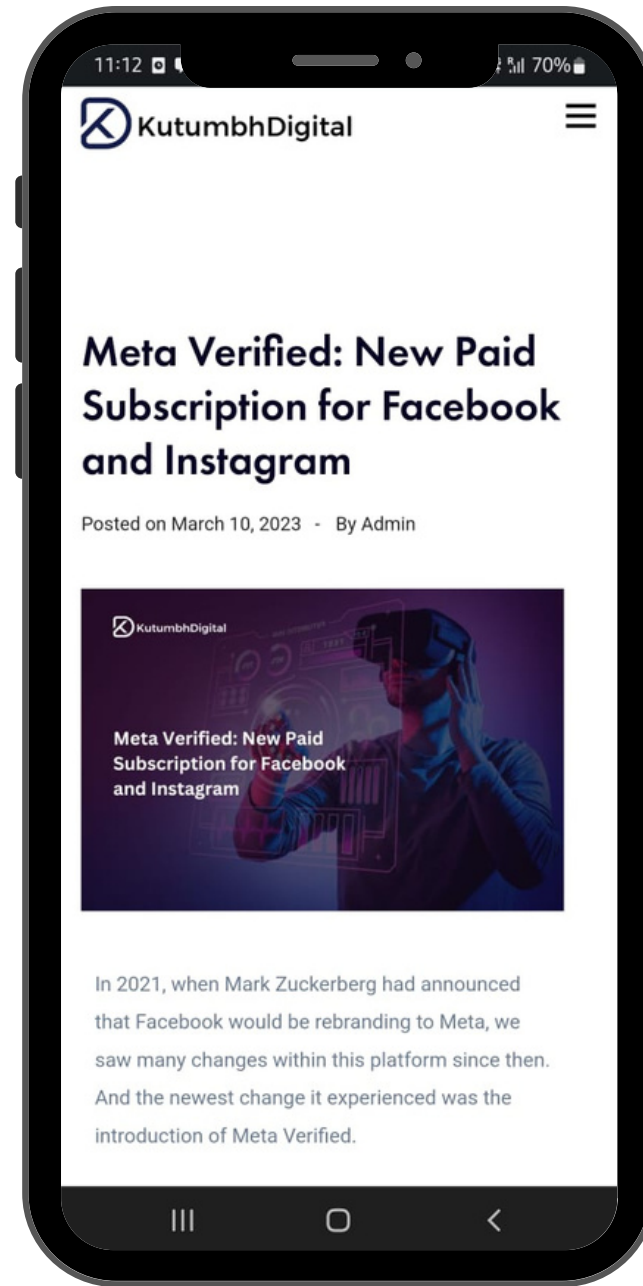 11:12
70%
KutumbhDigital
Meta Verified: New Paid
Subscription for Facebook
and Instagram
Posted on March 10, 2023 - By Admin
KutumbhDigital
Meta Verified: New Paid
Subscription for Facebook
and Instagram
In 2021, when Mark Zuckerberg had announced
that Facebook would be rebranding to Meta, we
saw many changes within this platform since then.
And the newest change it experienced was the
introduction of Meta Verified.